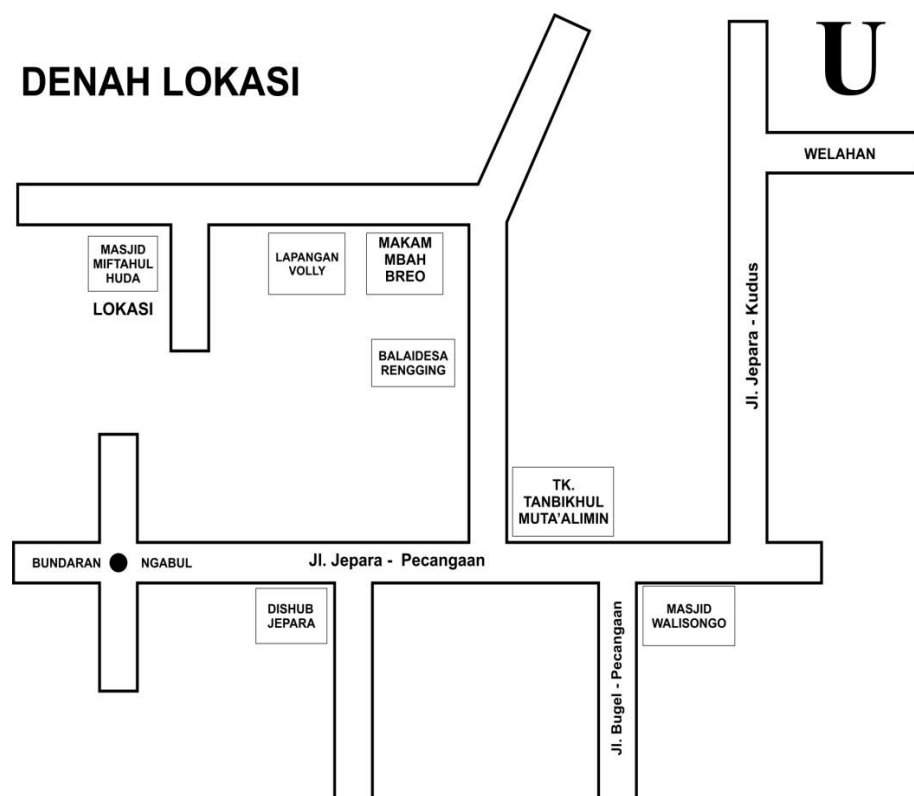 DENAH LOKASI
U
WELAHAN
MASJID
MIFTAHUL
HUDA
LOKASI
LAPANGAN
VOLLY
MAKAM
MBAH
BREO
BALAIDESA
RENGGING
Jl. Jepara - Kudus
TK.
TANBIKHUL
MUTA’ALIMIN
BUNDARAN
NGABUL
Jl. Jepara - Pecangaan
DISHUB
JEPARA
Jl. Bugel - Pecangaan
MASJID
WALISONGO